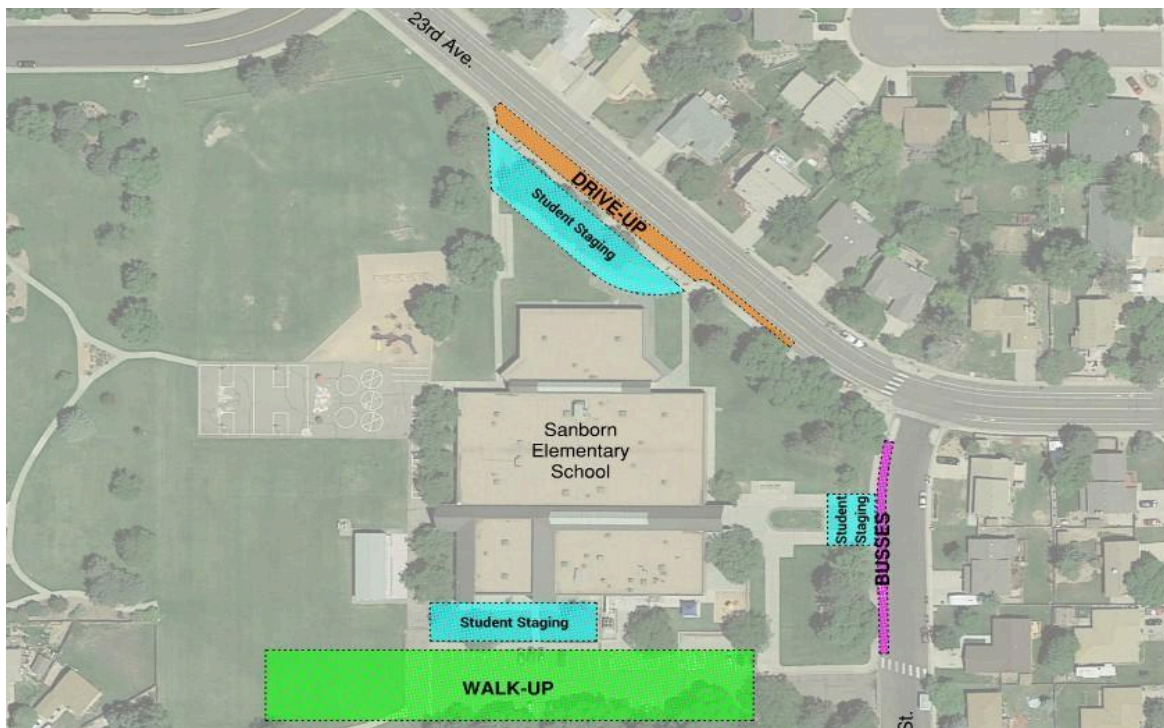 23rd Ave.
DRIVE-UP
Student Staging
Sanborn
Elementary
School
Student
Staging
BUSSES
Student Staging
WALK-UP
St.